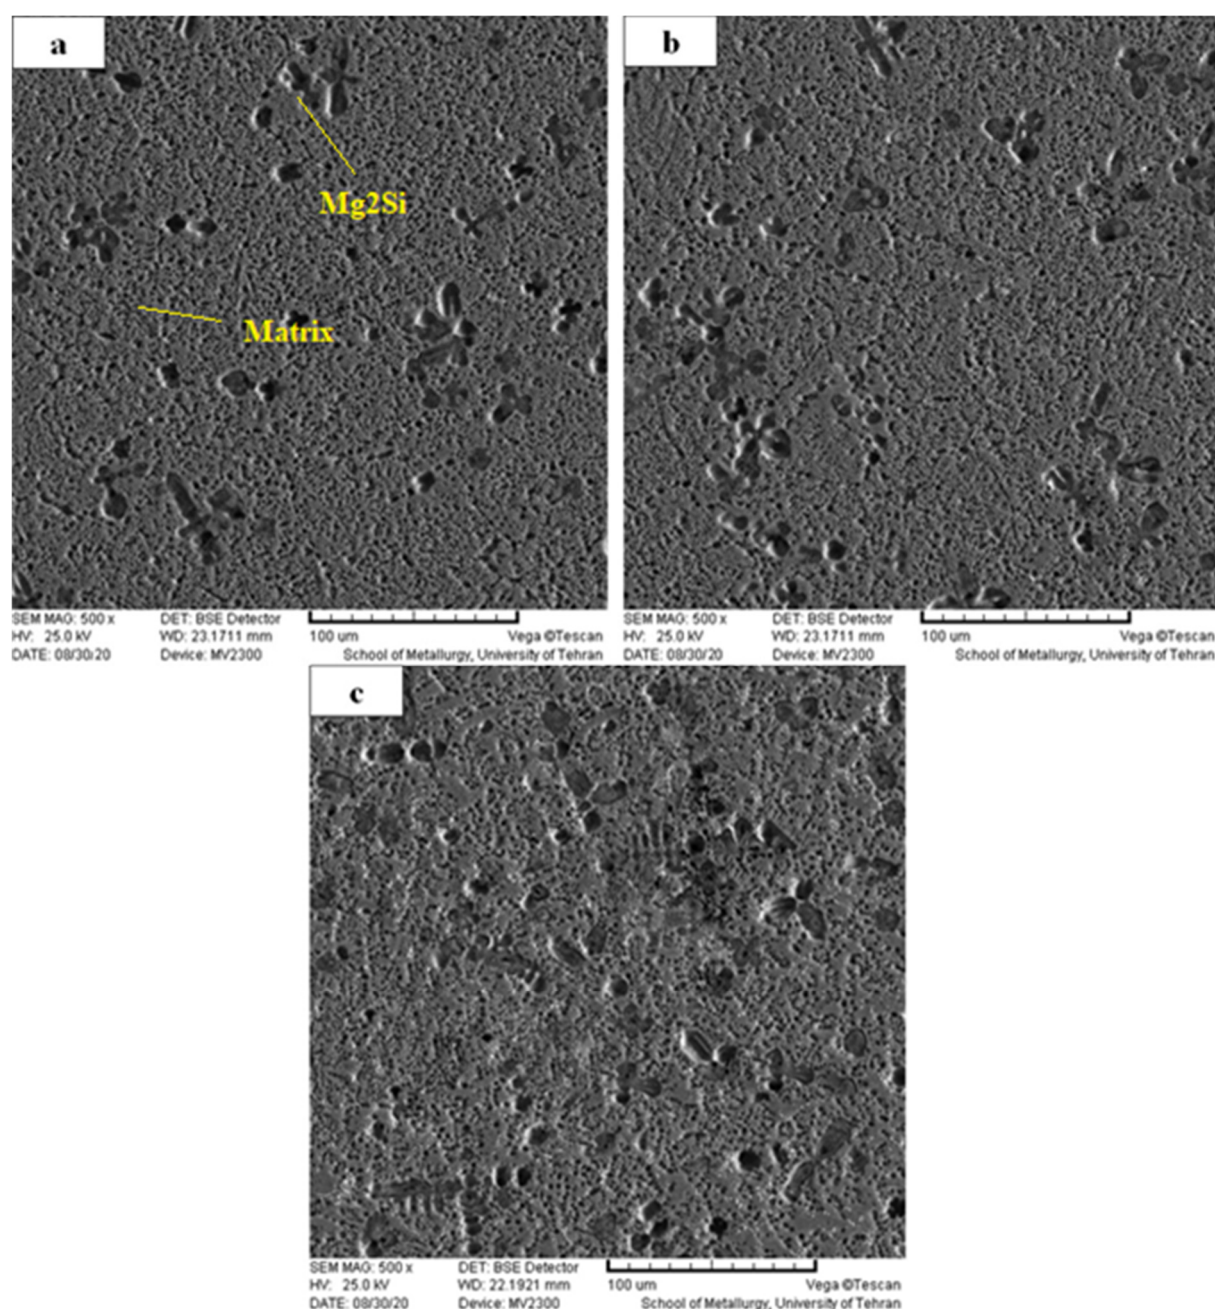 a
Mg2Si
Matrix
SEM MAG: 500 x DET: BSE Detector
HV: 25.0 kV WD: 23.1711 mm 100 um Vega ©Tescan
DATE: 08/30/20 Device: MV2300 School of Metallurgy, University of Tehran
b
SEM MAG: 500 x DET: BSE Detector
HV: 25.0 kV WD: 23.1711 mm 100 um Vega ©Tescan
DATE: 08/30/20 Device: MV2300 School of Metallurgy, University of Tehran
c
SEM MAG: 500 x DET: BSE Detector
HV: 25.0 kV WD: 22.1921 mm 100 um Vega ©Tescan
DATE: 08/30/20 Device: MV2300 School of Metallurgy, University of Tehran